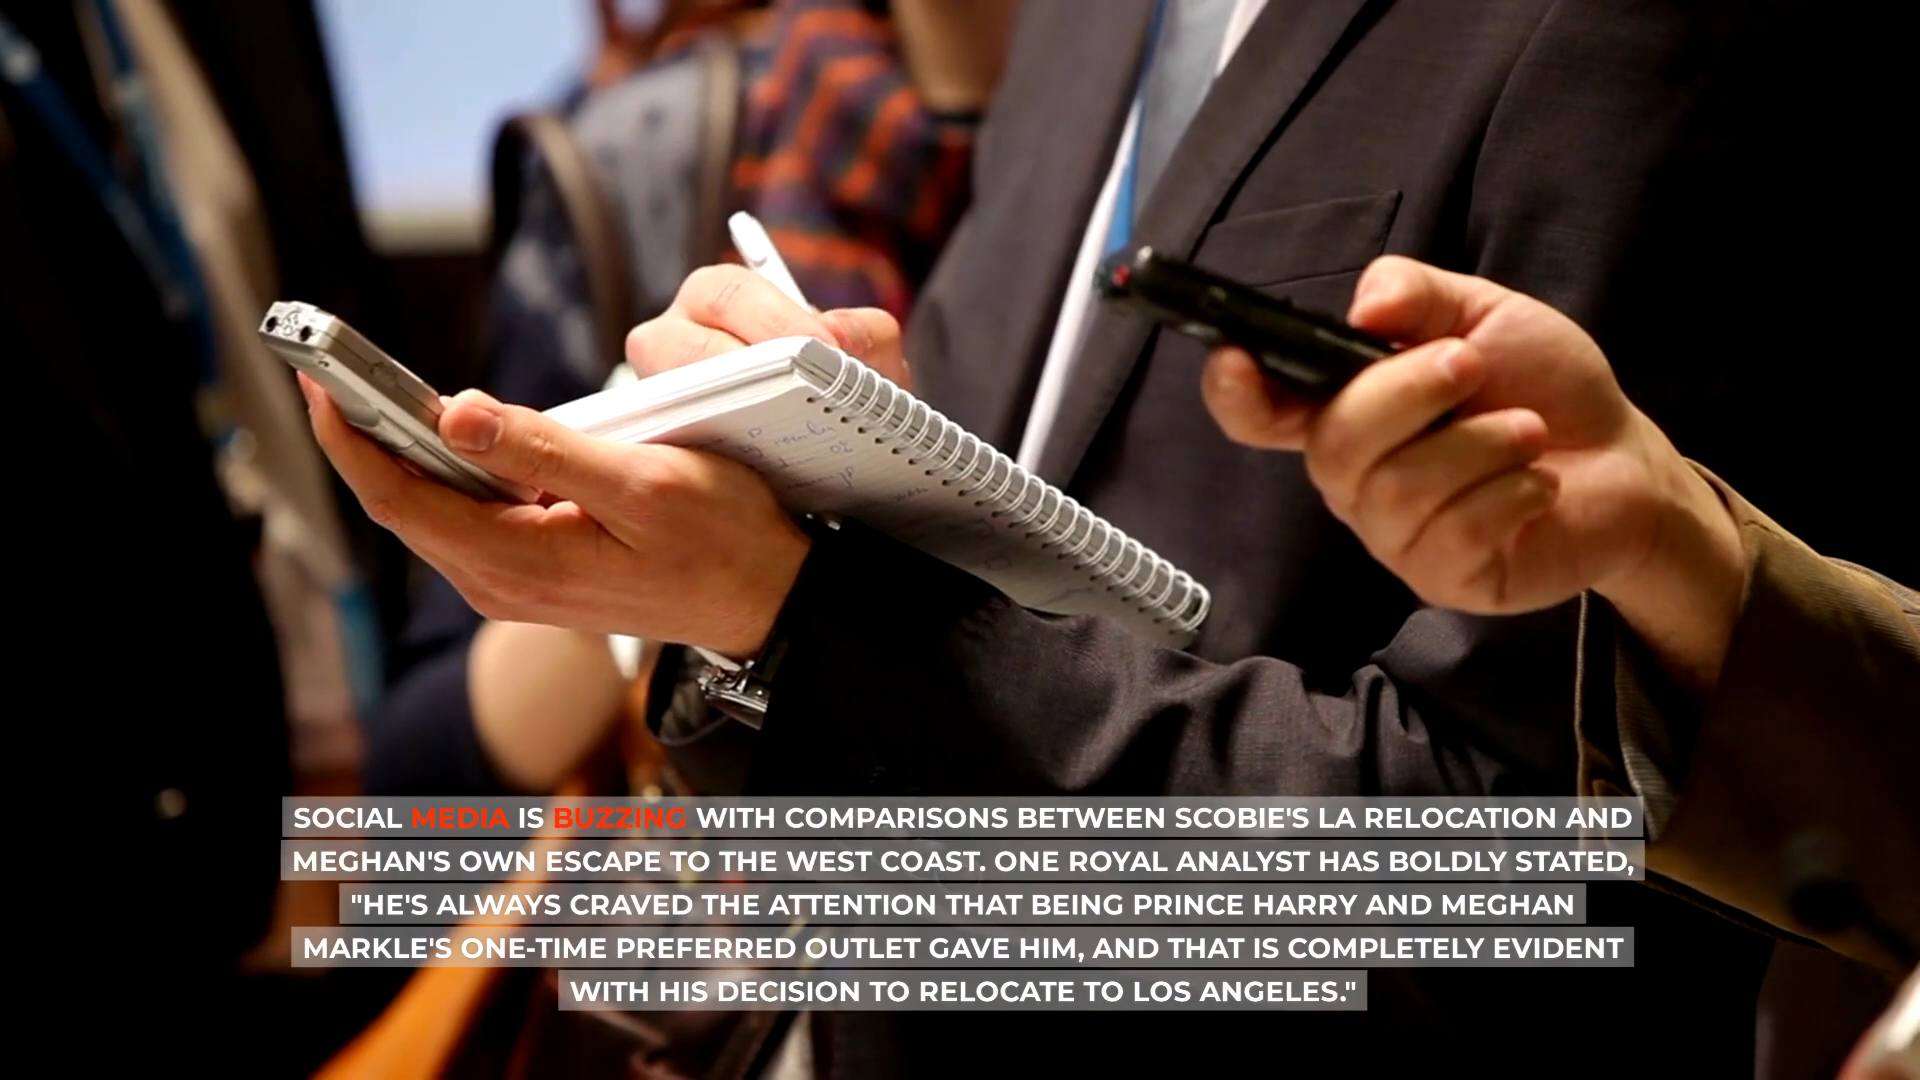 SOCIAL MEDIA IS BUZZING WITH COMPARISONS BETWEEN SCOBIE'S LA RELOCATION AND
MEGHAN'S OWN ESCAPE TO THE WEST COAST. ONE ROYAL ANALYST HAS BOLDLY STATED,
"HE'S ALWAYS CRAVED THE ATTENTION THAT BEING PRINCE HARRY AND MEGHAN
MARKLE'S ONE-TIME PREFERRED OUTLET GAVE HIM, AND THAT IS COMPLETELY EVIDENT
WITH HIS DECISION TO RELOCATE TO LOS ANGELES."